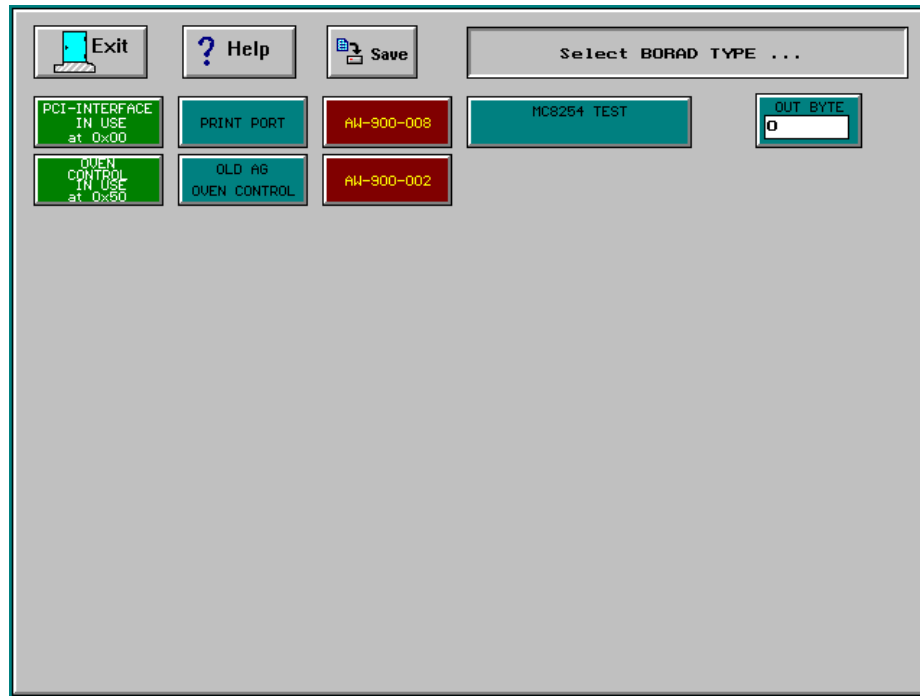 Exit
? Help
Save
Select BORAD TYPE ...
PCI-INTERFACE
IN USE
at 0x00
PRINT PORT
AW-900-008
MC8254 TEST
OUT BYTE
0
OVEN
CONTROL
IN USE
at 0x50
OLD AG
OVEN CONTROL
AW-900-002